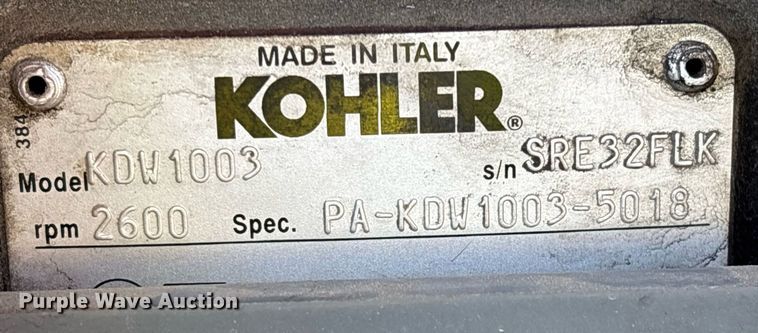 MADE IN ITALY
KOHLER®
384
Model KDW1003 s/n SRE32FLK
rpm 2600 Spec. PA-KDW1003-5018
Purple Wave Auction